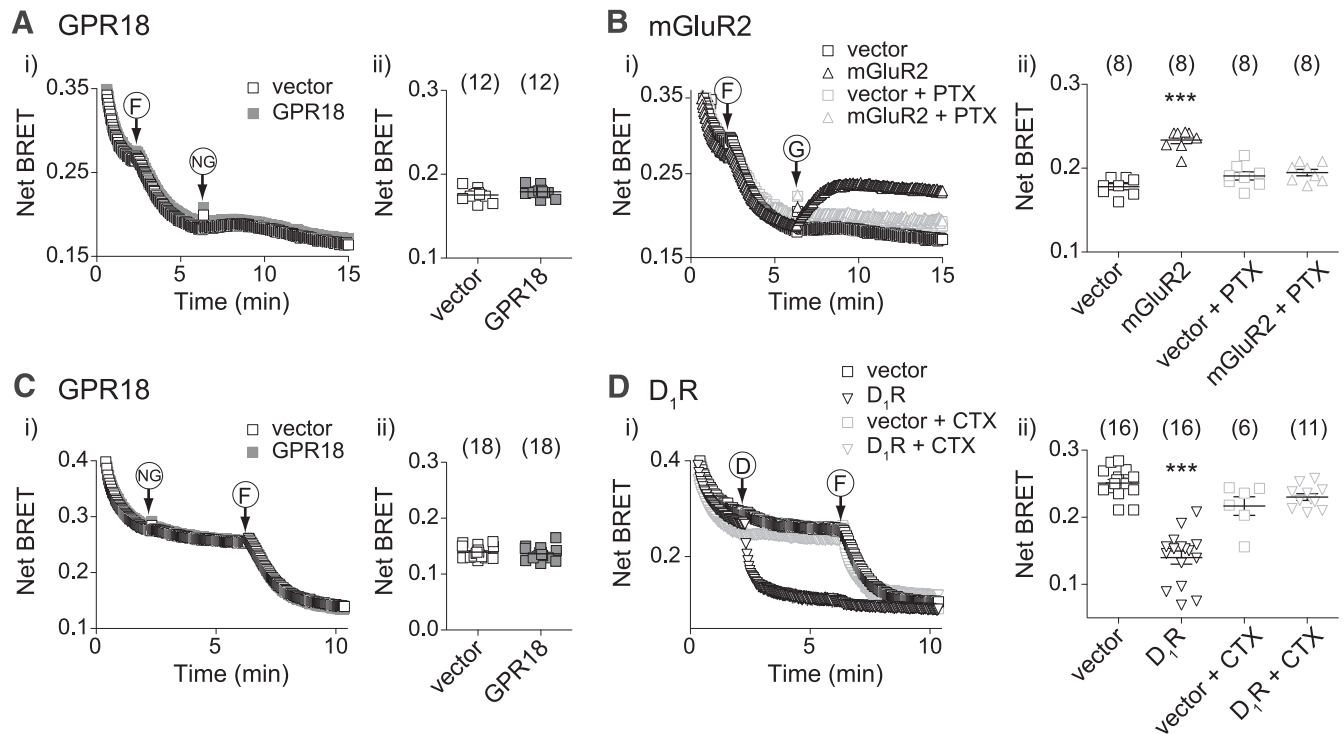 A GPR18
i)
vector
GPR18
Net BRET
0.35
0.25
0.15
F
NG
0 5 10 15
Time (min)
ii)
(12) (12)
Net BRET
0.3
0.2
0.1
vector
GPR18
B mGluR2
i)
vector
mGluR2
vector + PTX
mGluR2 + PTX
Net BRET
0.35
0.25
0.15
F
G
0 5 10 15
Time (min)
ii)
(8) (8) (8) (8)
***
Net BRET
0.3
0.2
0.1
vector
mGluR2
vector + PTX
mGluR2 + PTX
C GPR18
i)
vector
GPR18
Net BRET
0.4
0.3
0.2
0.1
NG
F
0 5 10
Time (min)
ii)
(18) (18)
Net BRET
0.3
0.2
0.1
0.0
vector
GPR18
D D₁R
i)
vector
D₁R
vector + CTX
D₁R + CTX
Net BRET
0.4
0.2
D
F
0 5 10
Time (min)
ii)
(16) (16) (6) (11)
***
Net BRET
0.3
0.2
0.1
vector
D₁R
vector + CTX
D₁R + CTX